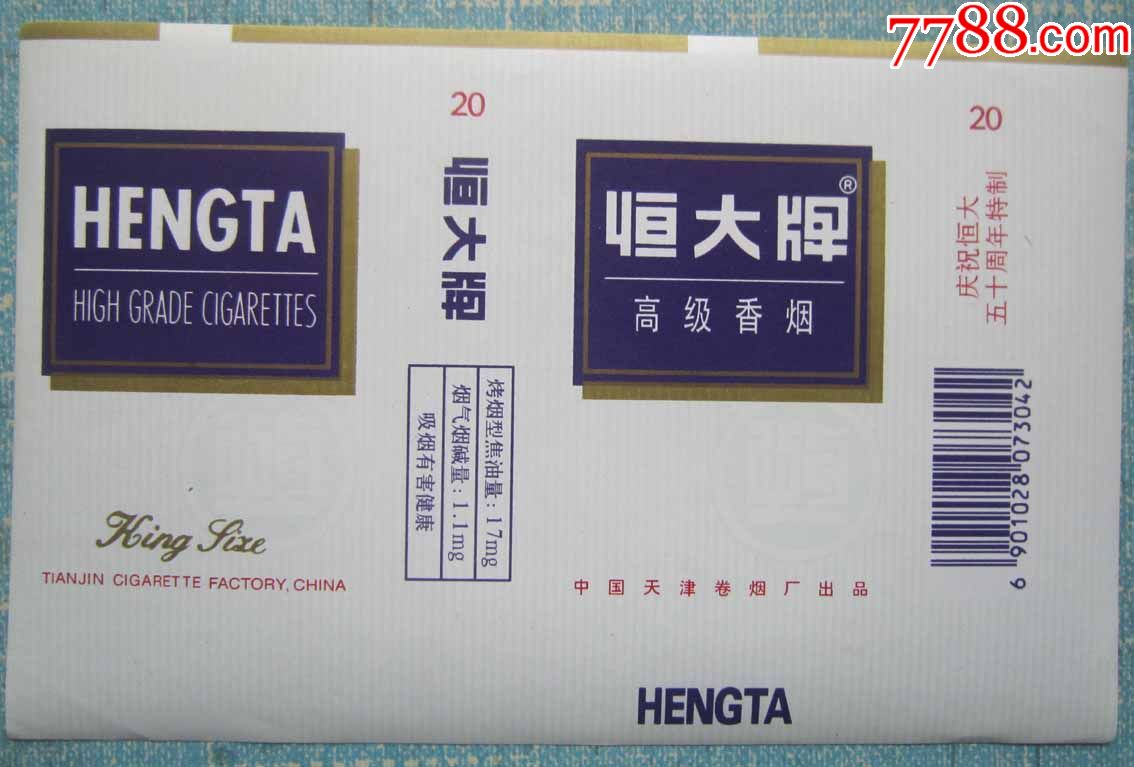 7788.com
HENGTA
HIGH GRADE CIGARETTES
King Size
TIANJIN CIGARETTE FACTORY, CHINA
20
恒大牌
烤烟型焦油量:17mg
烟气烟碱量:1.1mg
吸烟有害健康
恒大牌®
高级香烟
中国天津卷烟厂出品
HENGTA
20
庆祝恒大
五十周年特制
6 901028 073042